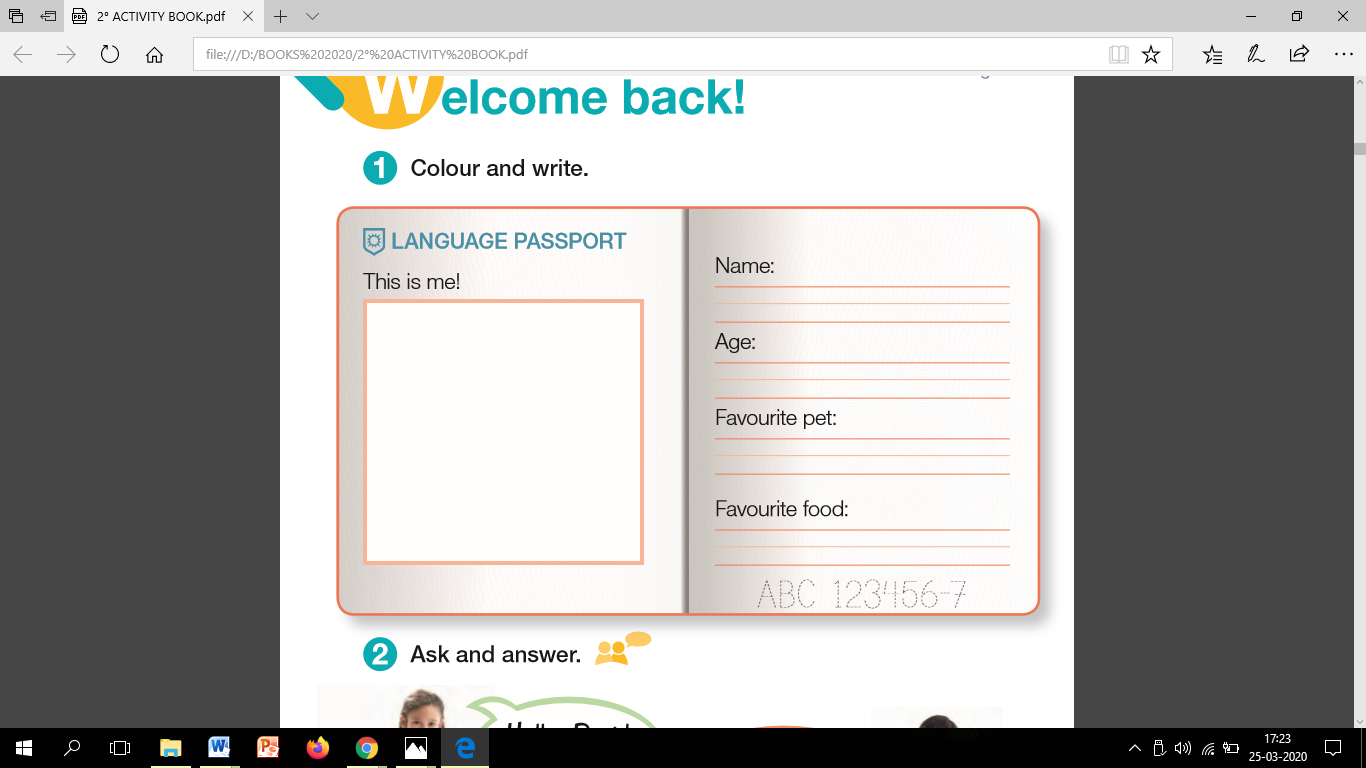 2° ACTIVITY BOOK.pdf
file:///D:/BOOKS%202020/2°%20ACTIVITY%20BOOK.pdf
Welcome back!
1 Colour and write.
LANGUAGE PASSPORT
This is me!
Name:
Age:
Favourite pet:
Favourite food:
ABC 123456-7
2 Ask and answer.
17:23
25-03-2020